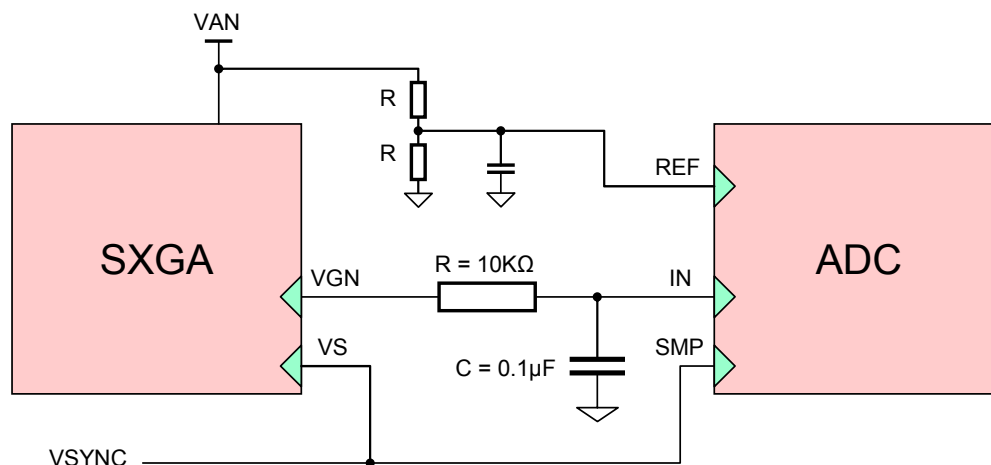 VAN
R
R
REF
SXGA
ADC
R = 10KΩ
VGN
IN
VS
SMP
C = 0.1µF
VSYNC